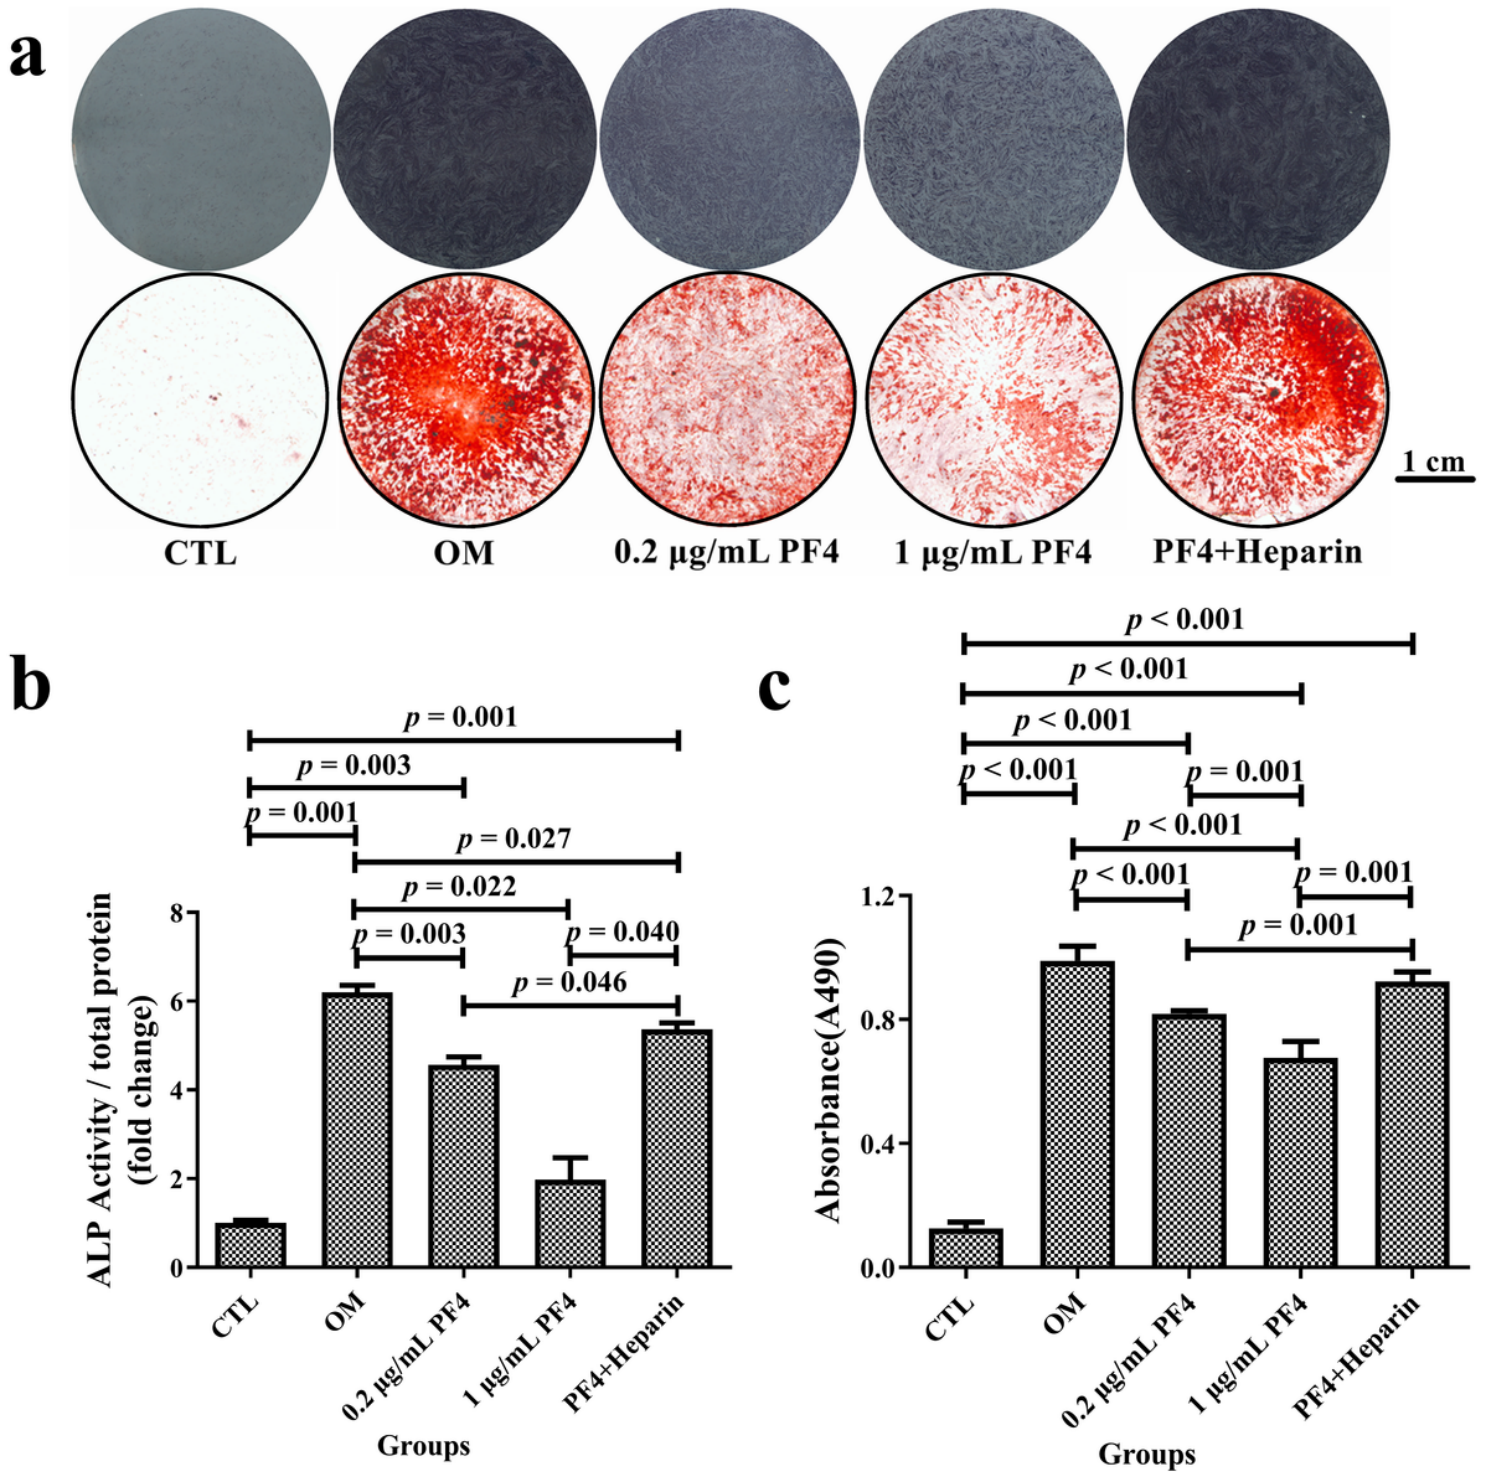 a
CTL
OM
0.2 μg/mL PF4
1 μg/mL PF4
PF4+Heparin
1 cm
b
p = 0.001
p = 0.003
p = 0.001
p = 0.027
p = 0.022
p = 0.003
p = 0.040
p = 0.046
ALP Activity / total protein
(fold change)
8
6
4
2
0
CTL
OM
0.2 μg/mL PF4
1 μg/mL PF4
PF4+Heparin
Groups
c
p < 0.001
p < 0.001
p < 0.001
p < 0.001
p = 0.001
p < 0.001
p < 0.001
p = 0.001
p = 0.001
Absorbance(A490)
1.2
0.8
0.4
0.0
CTL
OM
0.2 μg/mL PF4
1 μg/mL PF4
PF4+Heparin
Groups